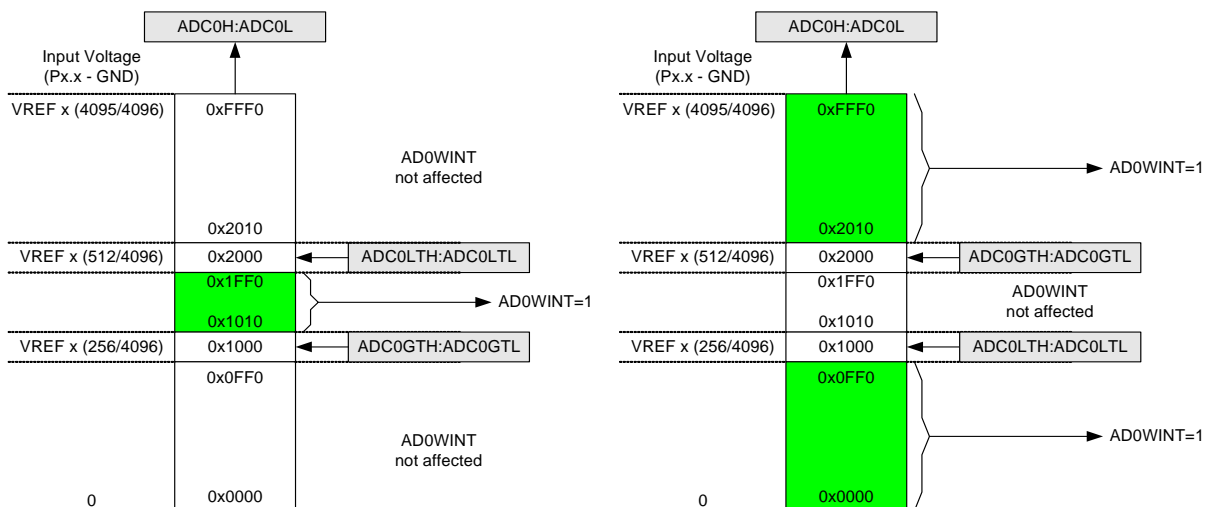 ADC0H:ADC0L
Input Voltage
(Px.x - GND)
VREF x (4095/4096)
0xFFF0
AD0WINT
not affected
0x2010
VREF x (512/4096)
0x2000
ADC0LTH:ADC0LTL
0x1FF0
AD0WINT=1
0x1010
VREF x (256/4096)
0x1000
ADC0GTH:ADC0GTL
0x0FF0
AD0WINT
not affected
0
0x0000
ADC0H:ADC0L
Input Voltage
(Px.x - GND)
VREF x (4095/4096)
0xFFF0
AD0WINT=1
0x2010
VREF x (512/4096)
0x2000
ADC0GTH:ADC0GTL
0x1FF0
AD0WINT
not affected
0x1010
VREF x (256/4096)
0x1000
ADC0LTH:ADC0LTL
0x0FF0
AD0WINT=1
0
0x0000